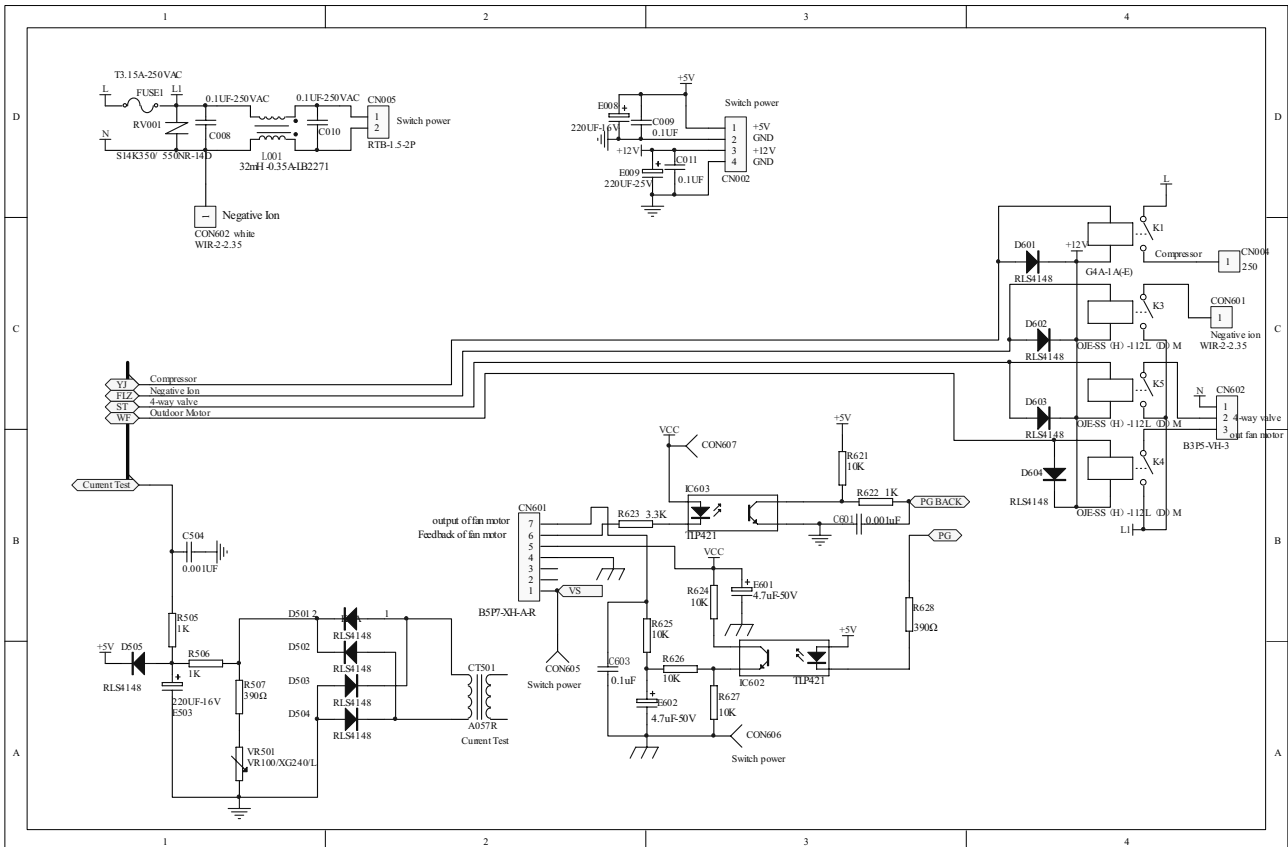 1 2 3 4
D D
T3.15A-250VAC
L FUSE1 L1
0.1UF-250VAC 0.1UF-250VAC CN005
RV001
C008 C010
1
2
Switch power
N
RTB-1.5-2P
S14K350/ 550NR-14D
L001
32mH-0.35A-LB2271
1 Negative Ion
CON602 white
WIR-2-2.35
+5V
E008 Switch power
C009
220UF-16V 0.1UF
1 +5V
2 GND
+12V 3 +12V
4 GND
C011
E009
220UF-25V 0.1UF
CN002
L
K1
D601 +12V
Compressor CN004
1 250
RLS4148 G4A-1A(-E)
C C
K3 CON601
1
D602 Negative ion
OJE-SS (H) -112L (D) M WIR-2-2.35
RLS4148
K5 N CN602
1
2 4-way valve
3 out fan motor
D603
RLS4148 OJE-SS (H) -112L (D) M
B3P5-VH-3
D604 K4
RLS4148
OJE-SS (H) -112L (D) M
L1
YJ Compressor
FLZ Negative Ion
ST 4-way valve
WF Outdoor Motor
Current Test
B B
C504
0.001UF
R505
1K
+5V D505
RLS4148
R506
1K
220UF-16V
E503
R507
390Ω
VR501
VR100/XG240/L
D501 2 1
RLS4148
D502
RLS4148
D503
RLS4148
D504
RLS4148
CT501
A057R
Current Test
CN601
output of fan motor 7
Feedback of fan motor 6
5
4
3
2
1
VS
B5P7-XH-A-R
CON605
Switch power
VCC CON607
+5V
R621
10K
IC603
R622 1K PG BACK
R623 3.3K
TLP421
C601 0.001uF
PG
VCC
R624
10K
E601
4.7uF-50V
R628
390Ω
R625
10K
+5V
C603
0.1uF
R626
10K
IC602 TLP421
R627
10K
E602
4.7uF-50V
CON606
Switch power
A A
1 2 3 4